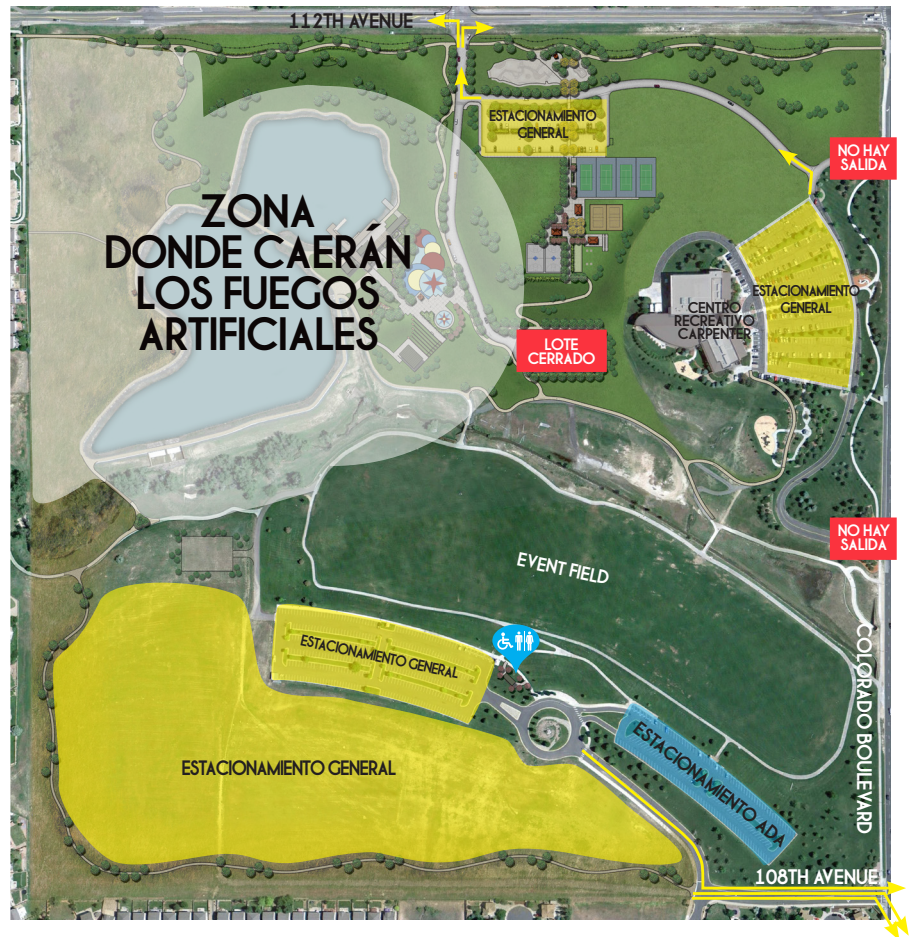 112TH AVENUE
ESTACIONAMIENTO
GENERAL
NO HAY
SALIDA
ZONA
DONDE CAERÁN
LOS FUEGOS
ARTIFICIALES
ESTACIONAMIENTO
GENERAL
CENTRO
RECREATIVO
CARPENTER
LOTE
CERRADO
NO HAY
SALIDA
EVENT FIELD
ESTACIONAMIENTO GENERAL
COLORADO BOULEVARD
ESTACIONAMIENTO ADA
ESTACIONAMIENTO GENERAL
108TH AVENUE